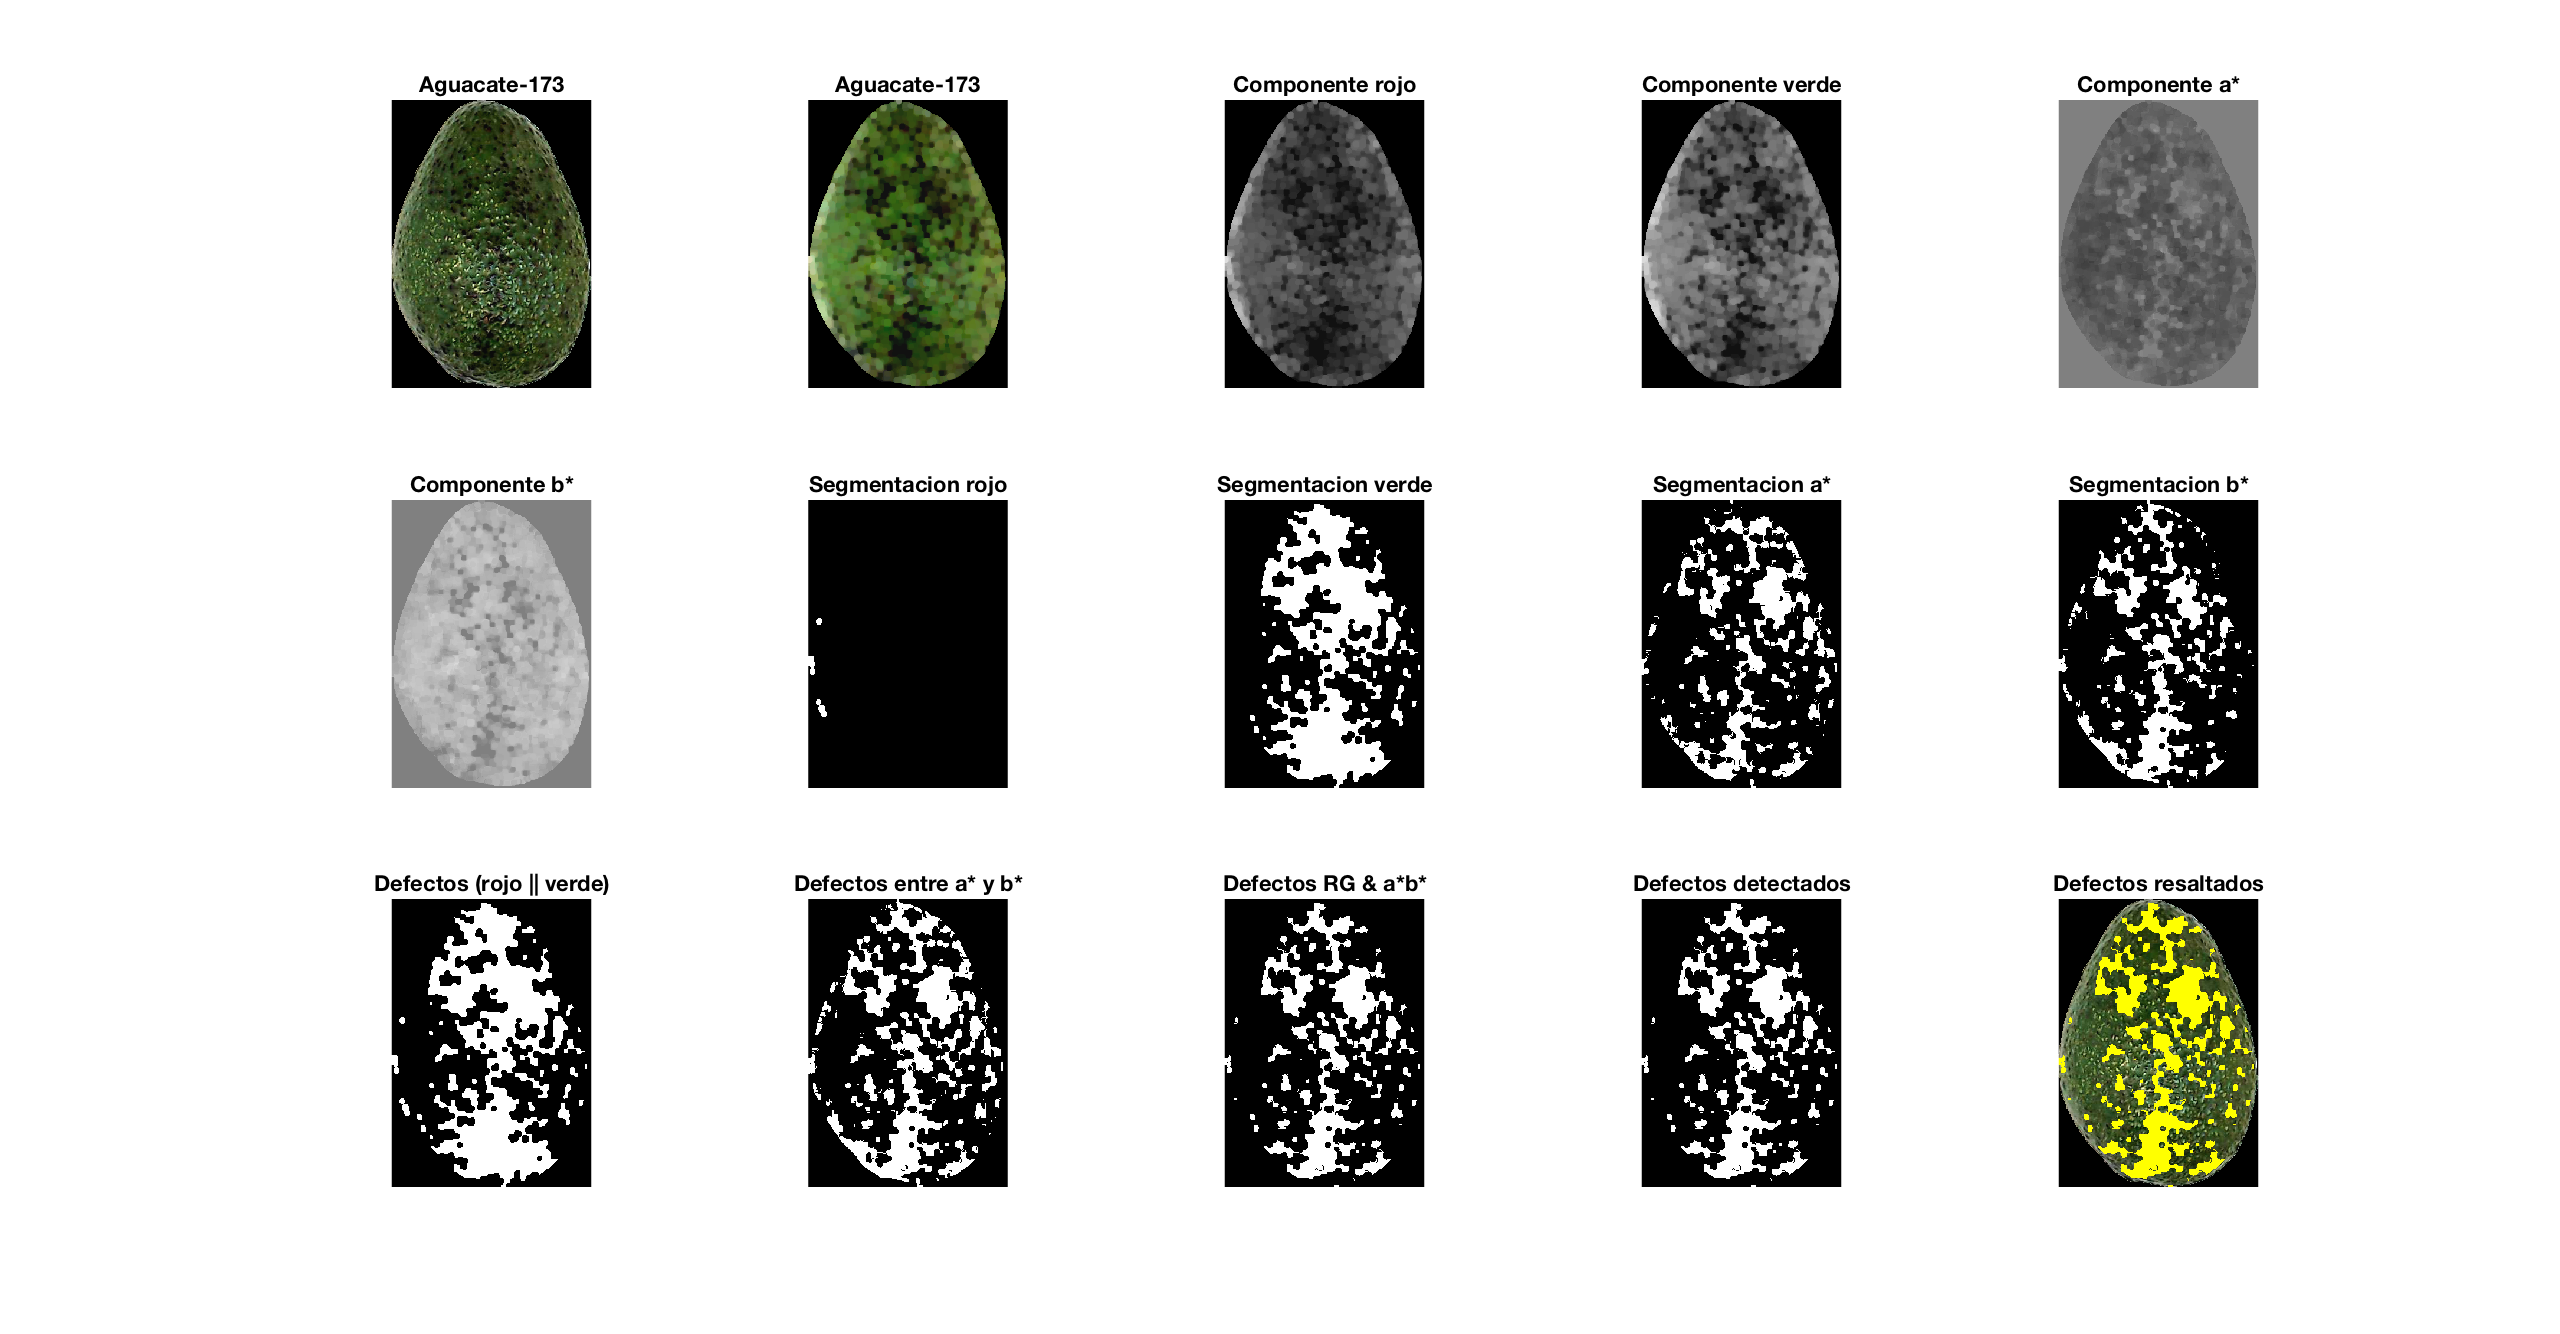 Aguacate-173
Aguacate-173
Componente rojo
Componente verde
Componente a*
Componente b*
Segmentacion rojo
Segmentacion verde
Segmentacion a*
Segmentacion b*
Defectos (rojo || verde)
Defectos entre a* y b*
Defectos RG & a*b*
Defectos detectados
Defectos resaltados